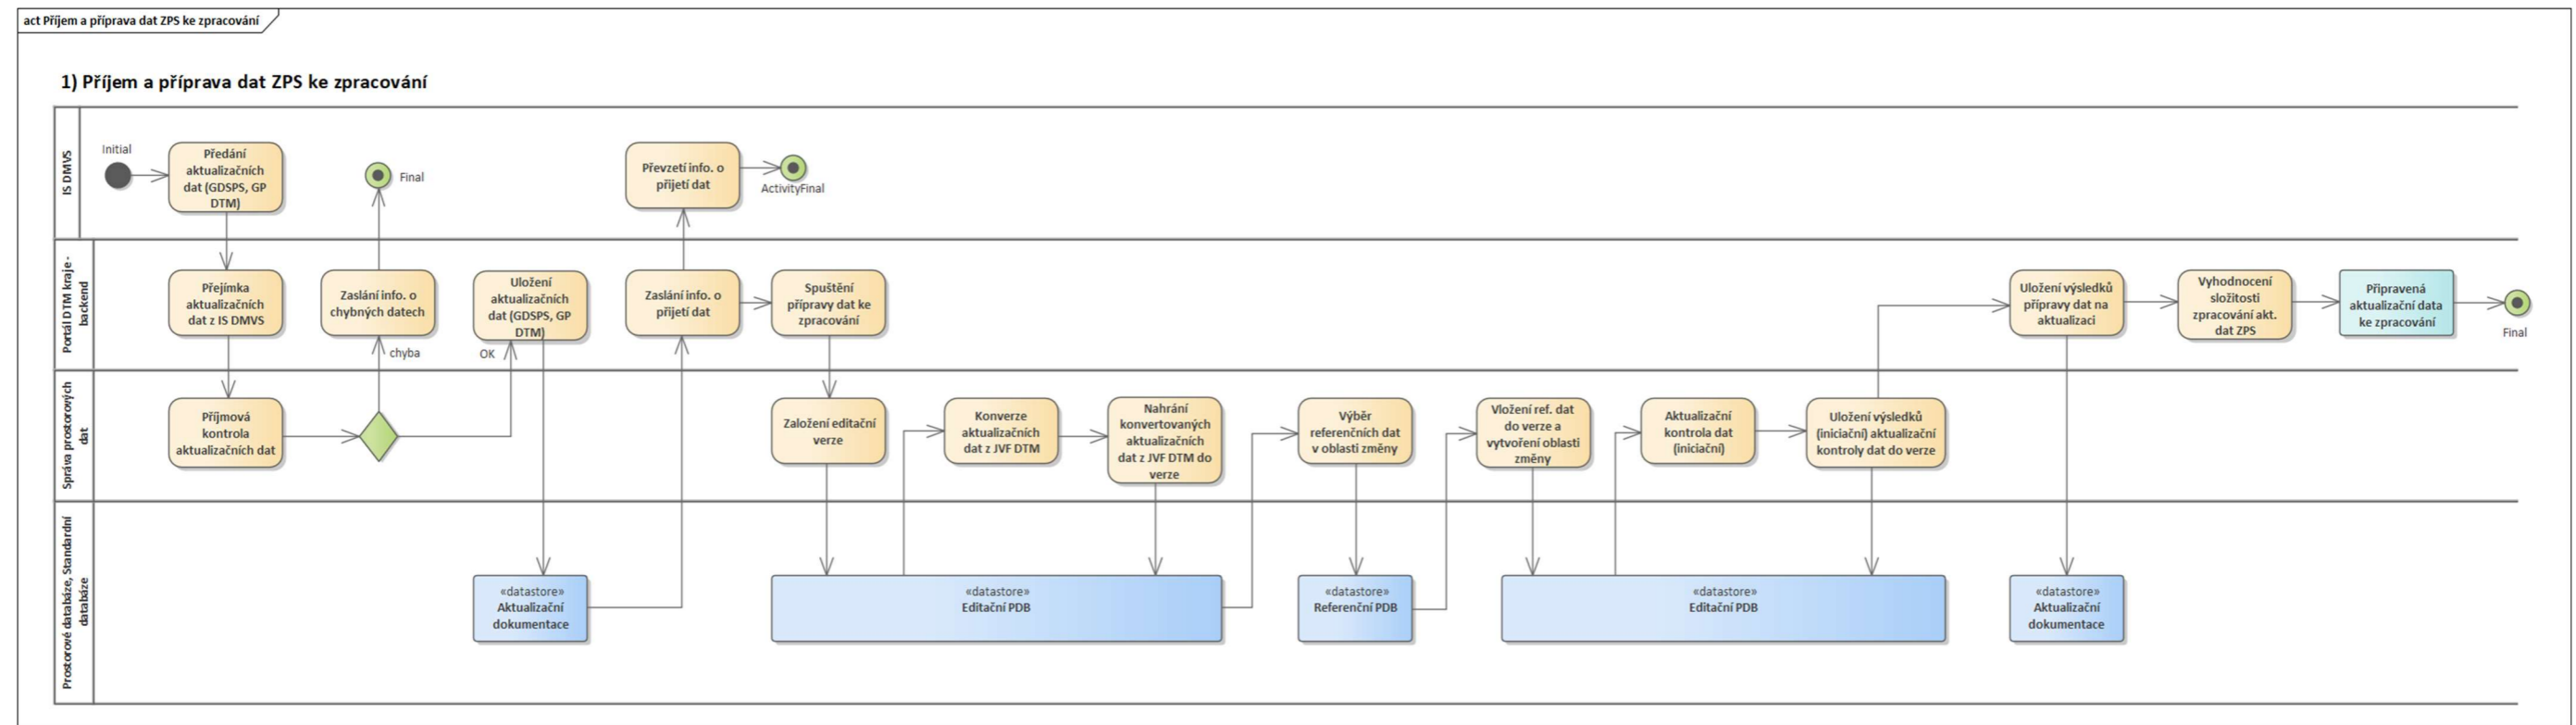 act Příjem a příprava dat ZPS ke zpracování
1) Příjem a příprava dat ZPS ke zpracování
IS DMVS
Initial
Předání
aktualizačních
dat (GDSPS, GP
DTM)
Final
Převzetí info. o
přijetí dat
ActivityFinal
Portál DTM kraje -
backend
Přejímka
aktualizačních
dat z IS DMVS
Zaslání info. o
chybných datech
chyba
Uložení
aktualizačních
dat (GDSPS, GP
DTM)
OK
Zaslání info. o
přijetí dat
Spuštění
přípravy dat ke
zpracování
Uložení výsledků
přípravy dat na
aktualizaci
Vyhodnocení
složitosti
zpracování akt.
dat ZPS
Připravená
aktualizační data
ke zpracování
Final
Správa prostorových
dat
Příjmová
kontrola
aktualizačních dat
Založení editační
verze
Konverze
aktualizačních
dat z JVF DTM
Nahrání
konvertovaných
aktualizačních
dat z JVF DTM do
verze
Výběr
referenčních dat
v oblasti změny
Vložení ref. dat
do verze a
vytvoření oblasti
změny
Aktualizační
kontrola dat
(iniciační)
Uložení výsledků
(iniciační) aktualizační
kontroly dat do verze
Prostorové databáze, Standardní
databáze
«datastore»
Aktualizační
dokumentace
«datastore»
Editační PDB
«datastore»
Referenční PDB
«datastore»
Editační PDB
«datastore»
Aktualizační
dokumentace